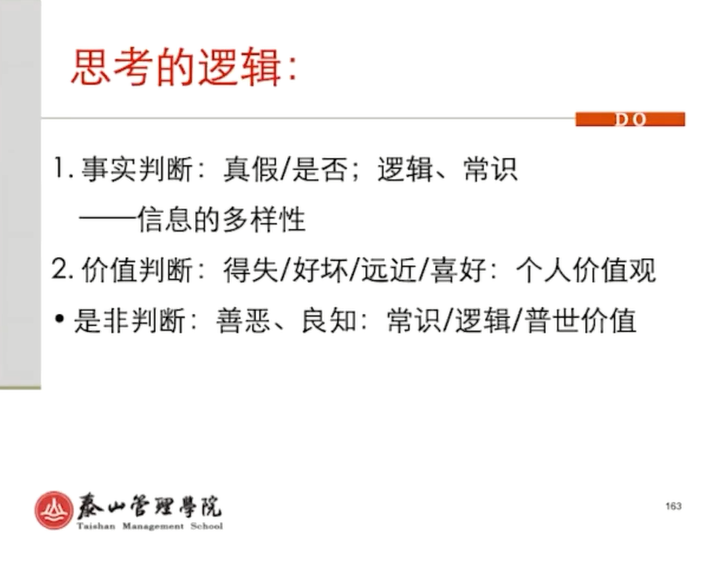 思考的逻辑：
DO
1. 事实判断：真假/是否；逻辑、常识
——信息的多样性
2. 价值判断：得失/好坏/远近/喜好：个人价值观
• 是非判断：善恶、良知：常识/逻辑/普世价值
泰山管理學院
Taishan Management School
163